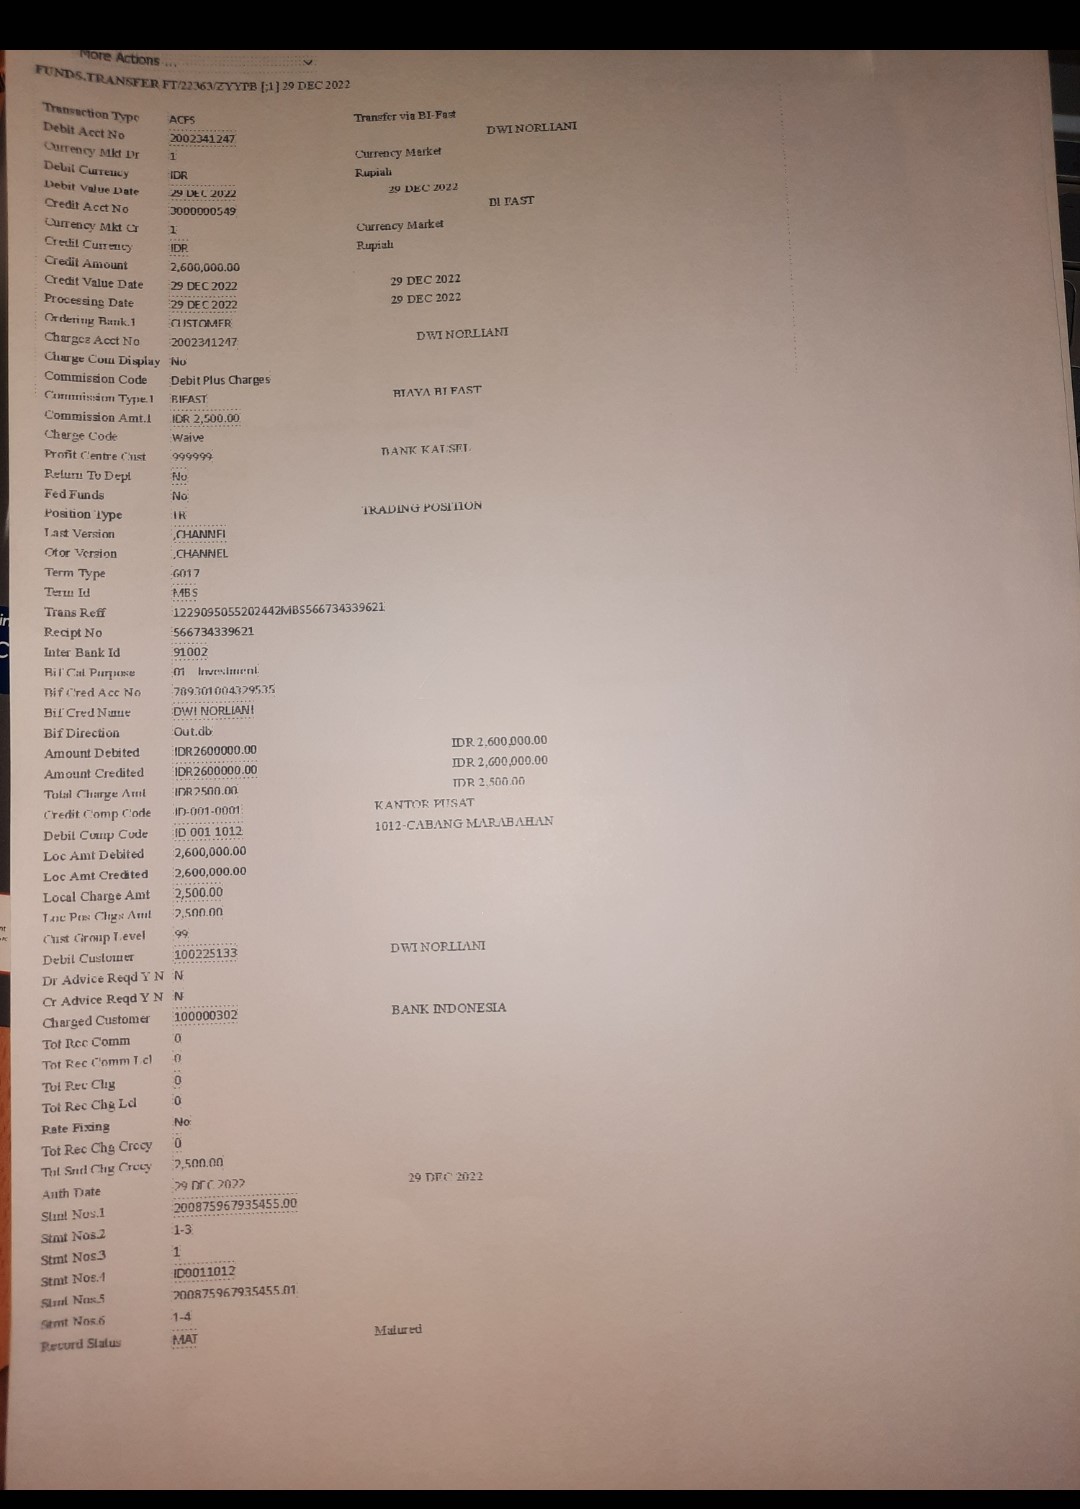 More Actions ...
FUNDS.TRANSFER FT/22363/ZYYPB [;1] 29 DEC 2022
Transaction Type ACFS Transfer via BI-Fast
Debit Acct No 2002341247 DWI NORLIANI
Currency Mkt Dr 1 Currency Market
Debit Currency IDR Rupiah
Debit Value Date 29 DEC 2022 29 DEC 2022
Credit Acct No 3000000549 BI FAST
Currency Mkt Cr 1 Currency Market
Credit Currency IDR Rupiah
Credit Amount 2,600,000.00
Credit Value Date 29 DEC 2022 29 DEC 2022
Processing Date 29 DEC 2022 29 DEC 2022
Ordering Bank.1 CUSTOMER
Charges Acct No 2002341247 DWI NORLIANI
Charge Com Display No
Commission Code Debit Plus Charges
Commission Type.1 BIFAST BIAYA BI FAST
Commission Amt.1 IDR 2,500.00
Charge Code Waive
Profit Centre Cust 999999 BANK KALSEL
Return To Dept No
Fed Funds No
Position Type TR TRADING POSITION
Last Version ,CHANNEL
Otor Version ,CHANNEL
Term Type 6017
Term Id MBS
Trans Reff 1229095055202442MBS566734339621
Recipt No 566734339621
Inter Bank Id 91002
Bif Cat Purpose 01 Investment
Bif Cred Acc No 789301004329535
Bif Cred Name DWI NORLIANI
Bif Direction Out.db
Amount Debited IDR2600000.00 IDR 2,600,000.00
Amount Credited IDR2600000.00 IDR 2,600,000.00
Total Charge Amt IDR2500.00 IDR 2,500.00
Credit Comp Code ID-001-0001 KANTOR PUSAT
Debit Comp Code ID 001 1012 1012-CABANG MARABAHAN
Loc Amt Debited 2,600,000.00
Loc Amt Credited 2,600,000.00
Local Charge Amt 2,500.00
Loc Pos Chgs Amt 2,500.00
Cust Group Level 99
Debit Customer 100225133 DWI NORLIANI
Dr Advice Reqd Y N N
Cr Advice Reqd Y N N
Charged Customer 100000302 BANK INDONESIA
Tot Rec Comm 0
Tot Rec Comm Lcl 0
Tot Rec Chg 0
Tot Rec Chg Lcl 0
Rate Fixing No
Tot Rec Chg Crccy 0
Tot Snd Chg Crccy 2,500.00
Auth Date 29 DEC 2022 29 DEC 2022
Stmt Nos.1 200875967935455.00
Stmt Nos.2 1-3
Stmt Nos.3 1
Stmt Nos.4 ID0011012
Stmt Nos.5 200875967935455.01
Stmt Nos.6 1-4
Record Status MAT Matured